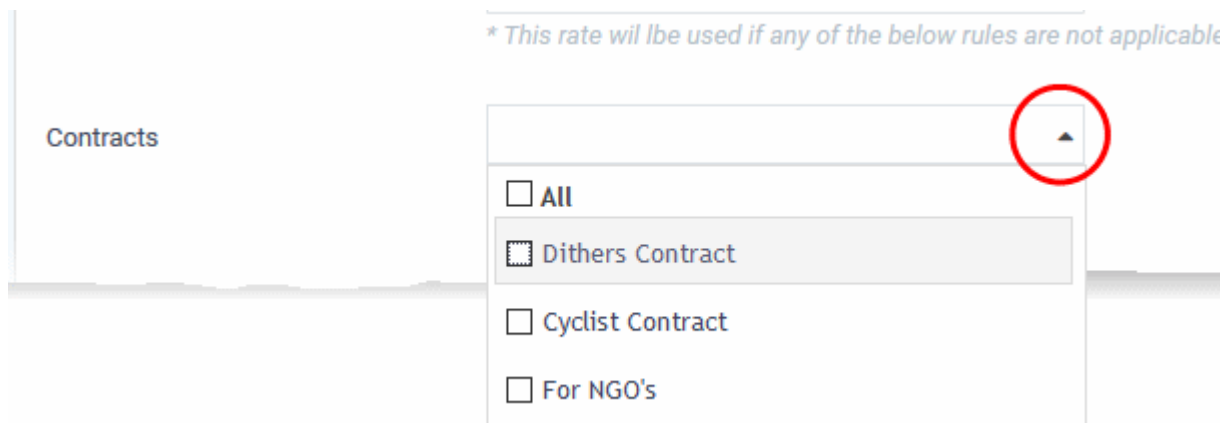 * This rate wil lbe used if any of the below rules are not applicable
Contracts
All
Dithers Contract
Cyclist Contract
For NGO's